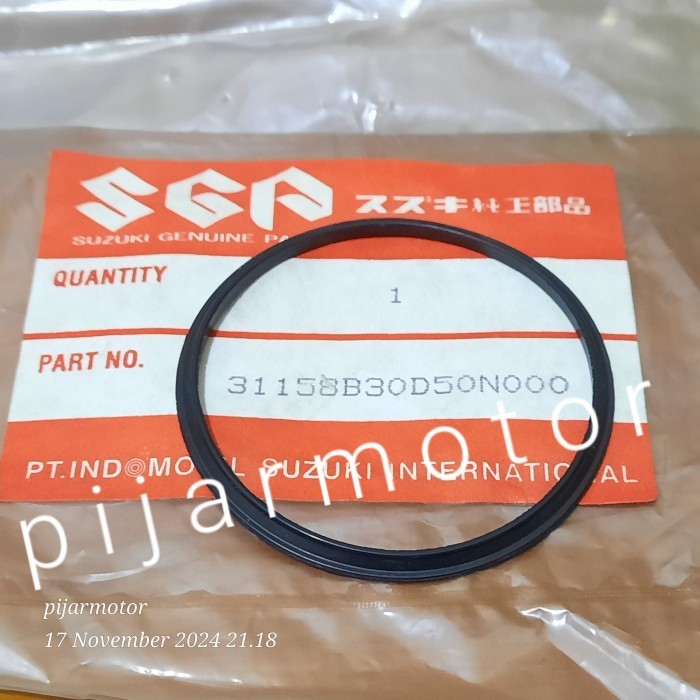 SGP スズキ純正部品
SUZUKI GENUINE
QUANTITY 1
PART NO. 31158B30D50N000
PT.INDOMOBIL SUZUKI INTERNATIONAL
pijarmotor
pijarmotor
17 November 2024 21.18